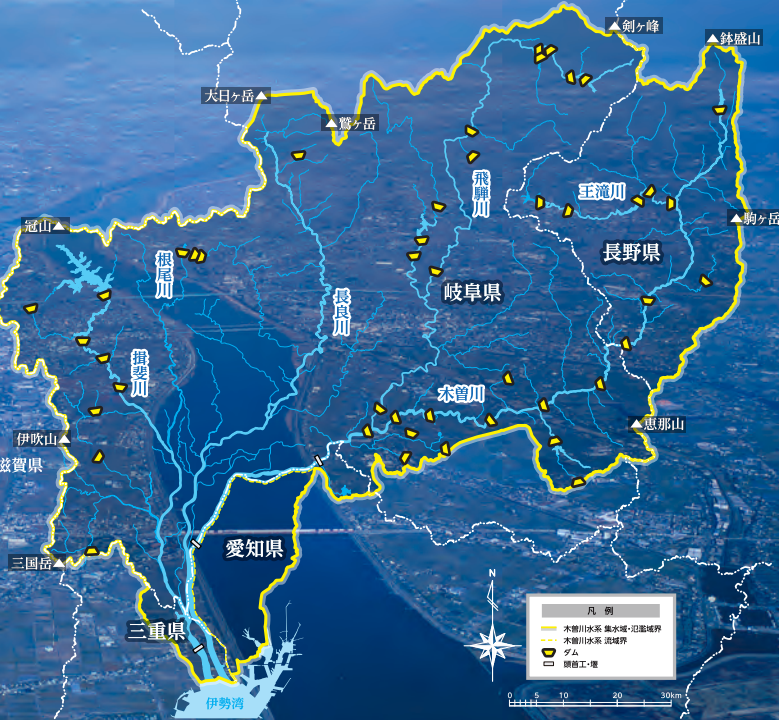 剣ヶ峰
鉢盛山
大日ヶ岳
鷲ヶ岳
飛騨川
王滝川
駒ヶ岳
冠山
長野県
根尾川
岐阜県
長良川
揖斐川
木曽川
恵那山
伊吹山
滋賀県
愛知県
三国岳
三重県
伊勢湾
N
凡 例
木曽川水系 集水域・氾濫域界
木曽川水系 流域界
ダム
頭首工・堰
0 5 10 20 30km